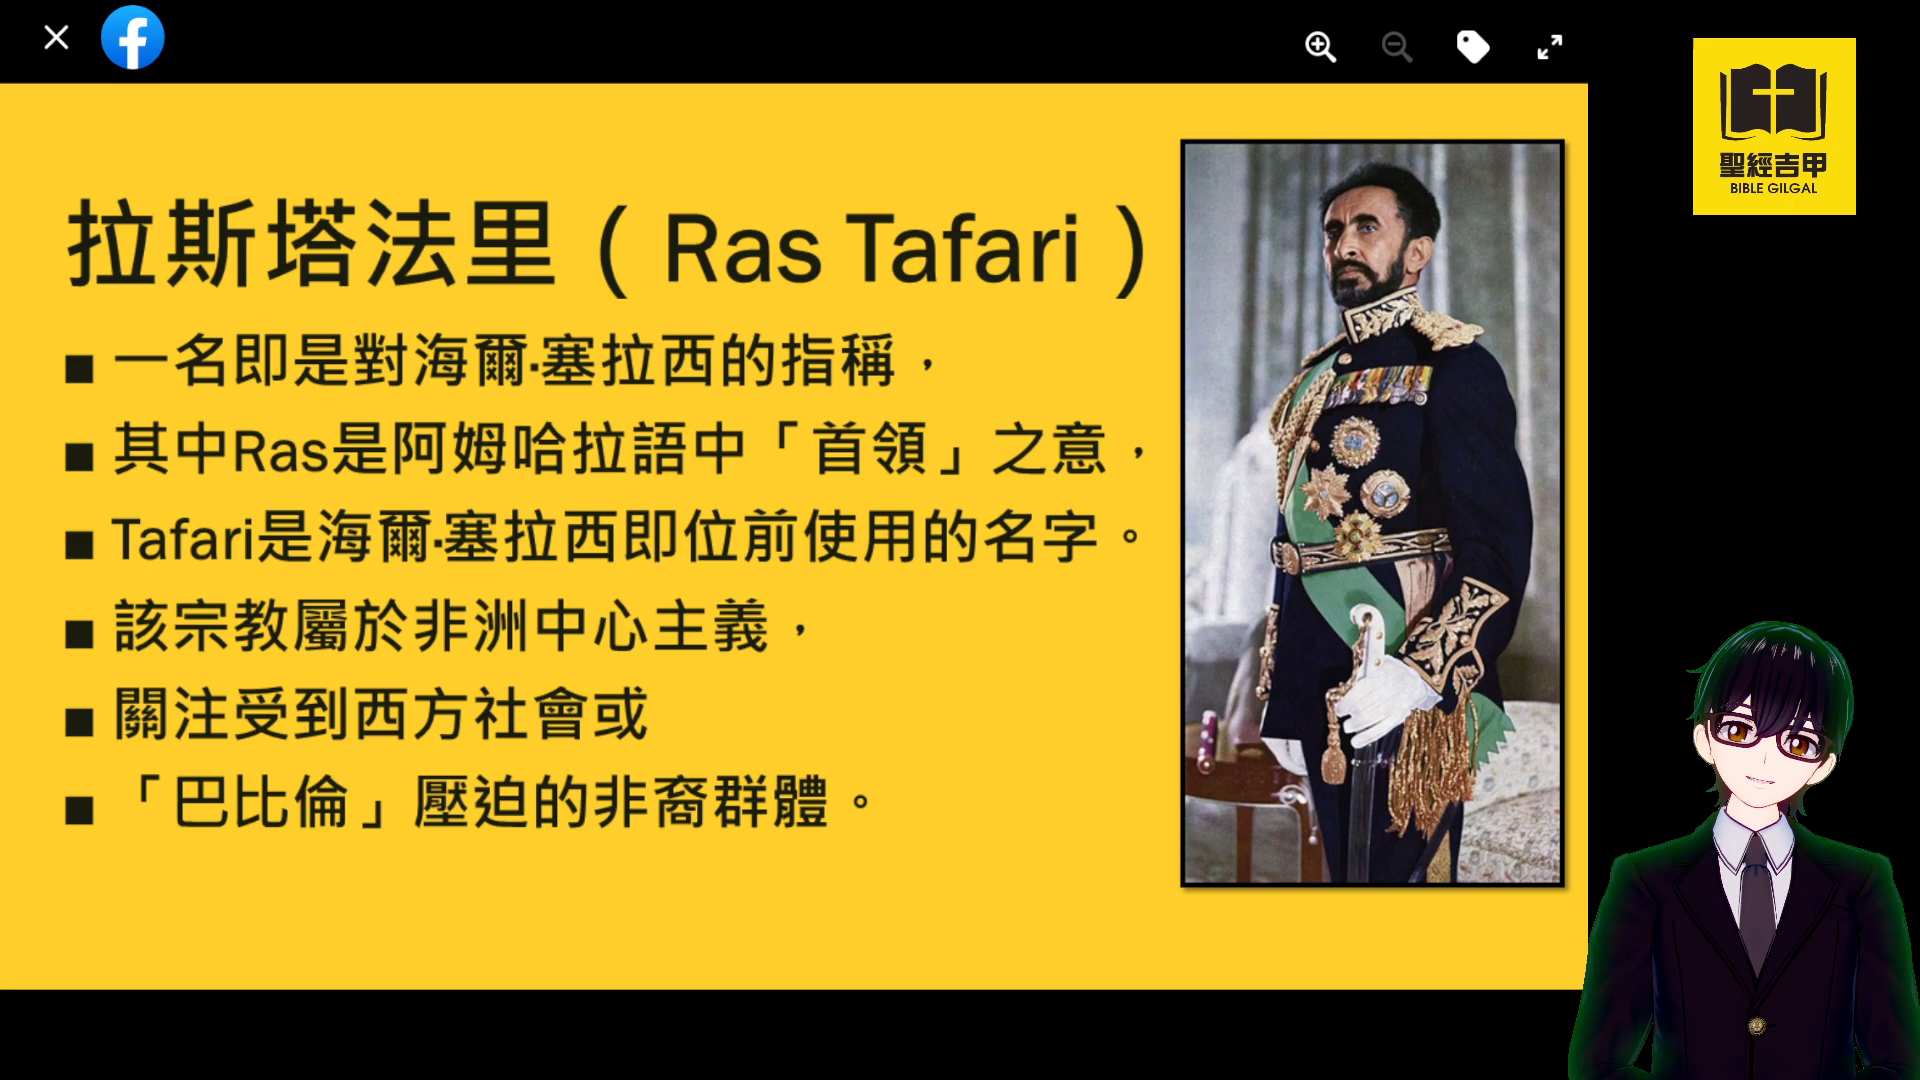 拉斯塔法里（Ras Tafari）
一名即是對海爾·塞拉西的指稱，
其中Ras是阿姆哈拉語中「首領」之意，
Tafari是海爾·塞拉西即位前使用的名字。
該宗教屬於非洲中心主義，
關注受到西方社會或
「巴比倫」壓迫的非裔群體。
聖經吉甲
BIBLE GILGAL